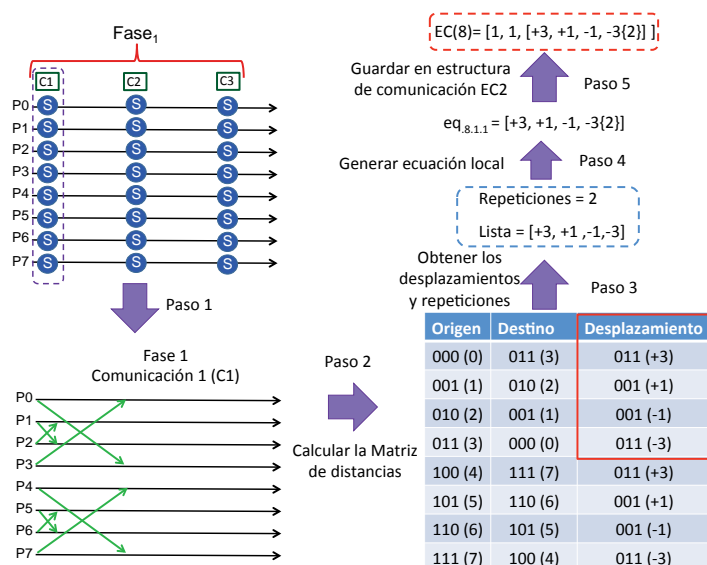 Fase1
C1 C2 C3
P0 S S S
P1 S S S
P2 S S S
P3 S S S
P4 S S S
P5 S S S
P6 S S S
P7 S S S
Paso 1
Fase 1
Comunicación 1 (C1)
P0
P1
P2
P3
P4
P5
P6
P7
Paso 2
Calcular la Matriz
de distancias
Origen Destino Desplazamiento
000 (0) 011 (3) 011 (+3)
001 (1) 010 (2) 001 (+1)
010 (2) 001 (1) 001 (-1)
011 (3) 000 (0) 011 (-3)
100 (4) 111 (7) 011 (+3)
101 (5) 110 (6) 001 (+1)
110 (6) 101 (5) 001 (-1)
111 (7) 100 (4) 011 (-3)
Obtener los
desplazamientos
y repeticiones
Paso 3
Repeticiones = 2
Lista = [+3, +1 ,-1,-3]
Generar ecuación local
Paso 4
eq.8.1.1 = [+3, +1, -1, -3{2}]
Guardar en estructura
de comunicación EC2
Paso 5
EC(8)= [1, 1, [+3, +1, -1, -3{2}] ]